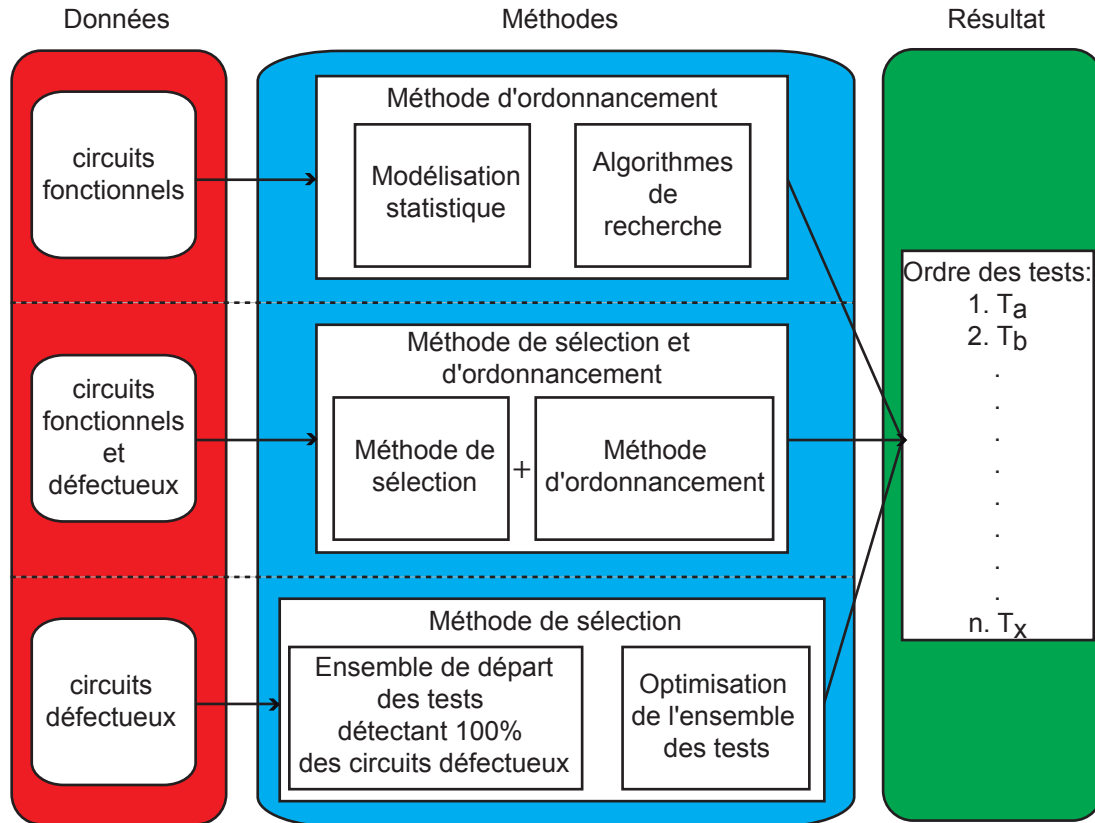 Données
Méthodes
Résultat
circuits
fonctionnels
Méthode d'ordonnancement
Modélisation
statistique
Algorithmes
de
recherche
circuits
fonctionnels
et
défectueux
Méthode de sélection et
d'ordonnancement
Méthode de
sélection
+
Méthode
d'ordonnancement
circuits
défectueux
Méthode de sélection
Ensemble de départ
des tests
détectant 100%
des circuits défectueux
Optimisation
de l'ensemble
des tests
Ordre des tests:
1. Ta
2. Tb
.
.
.
.
.
.
.
.
n. Tx